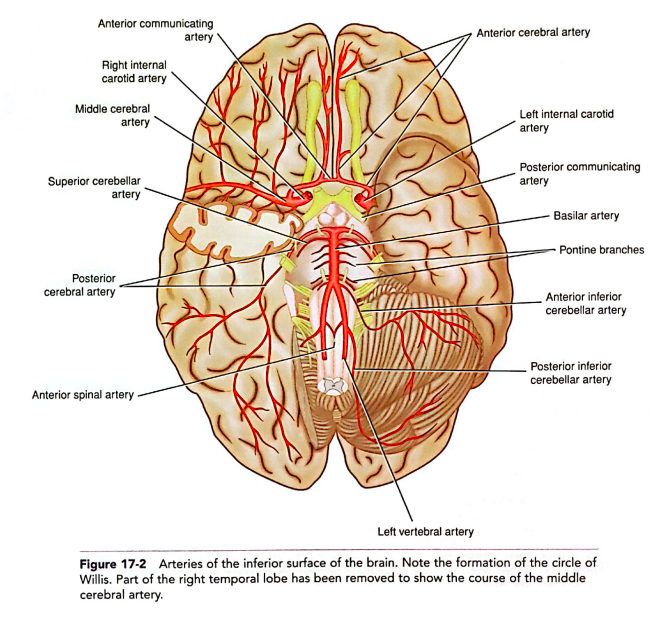 Anterior communicating
artery
Anterior cerebral artery
Right internal
carotid artery
Middle cerebral
artery
Left internal carotid
artery
Superior cerebellar
artery
Posterior communicating
artery
Basilar artery
Pontine branches
Posterior
cerebral artery
Anterior inferior
cerebellar artery
Posterior inferior
cerebellar artery
Anterior spinal artery
Left vertebral artery
Figure 17-2 Arteries of the inferior surface of the brain. Note the formation of the circle of
Willis. Part of the right temporal lobe has been removed to show the course of the middle
cerebral artery.